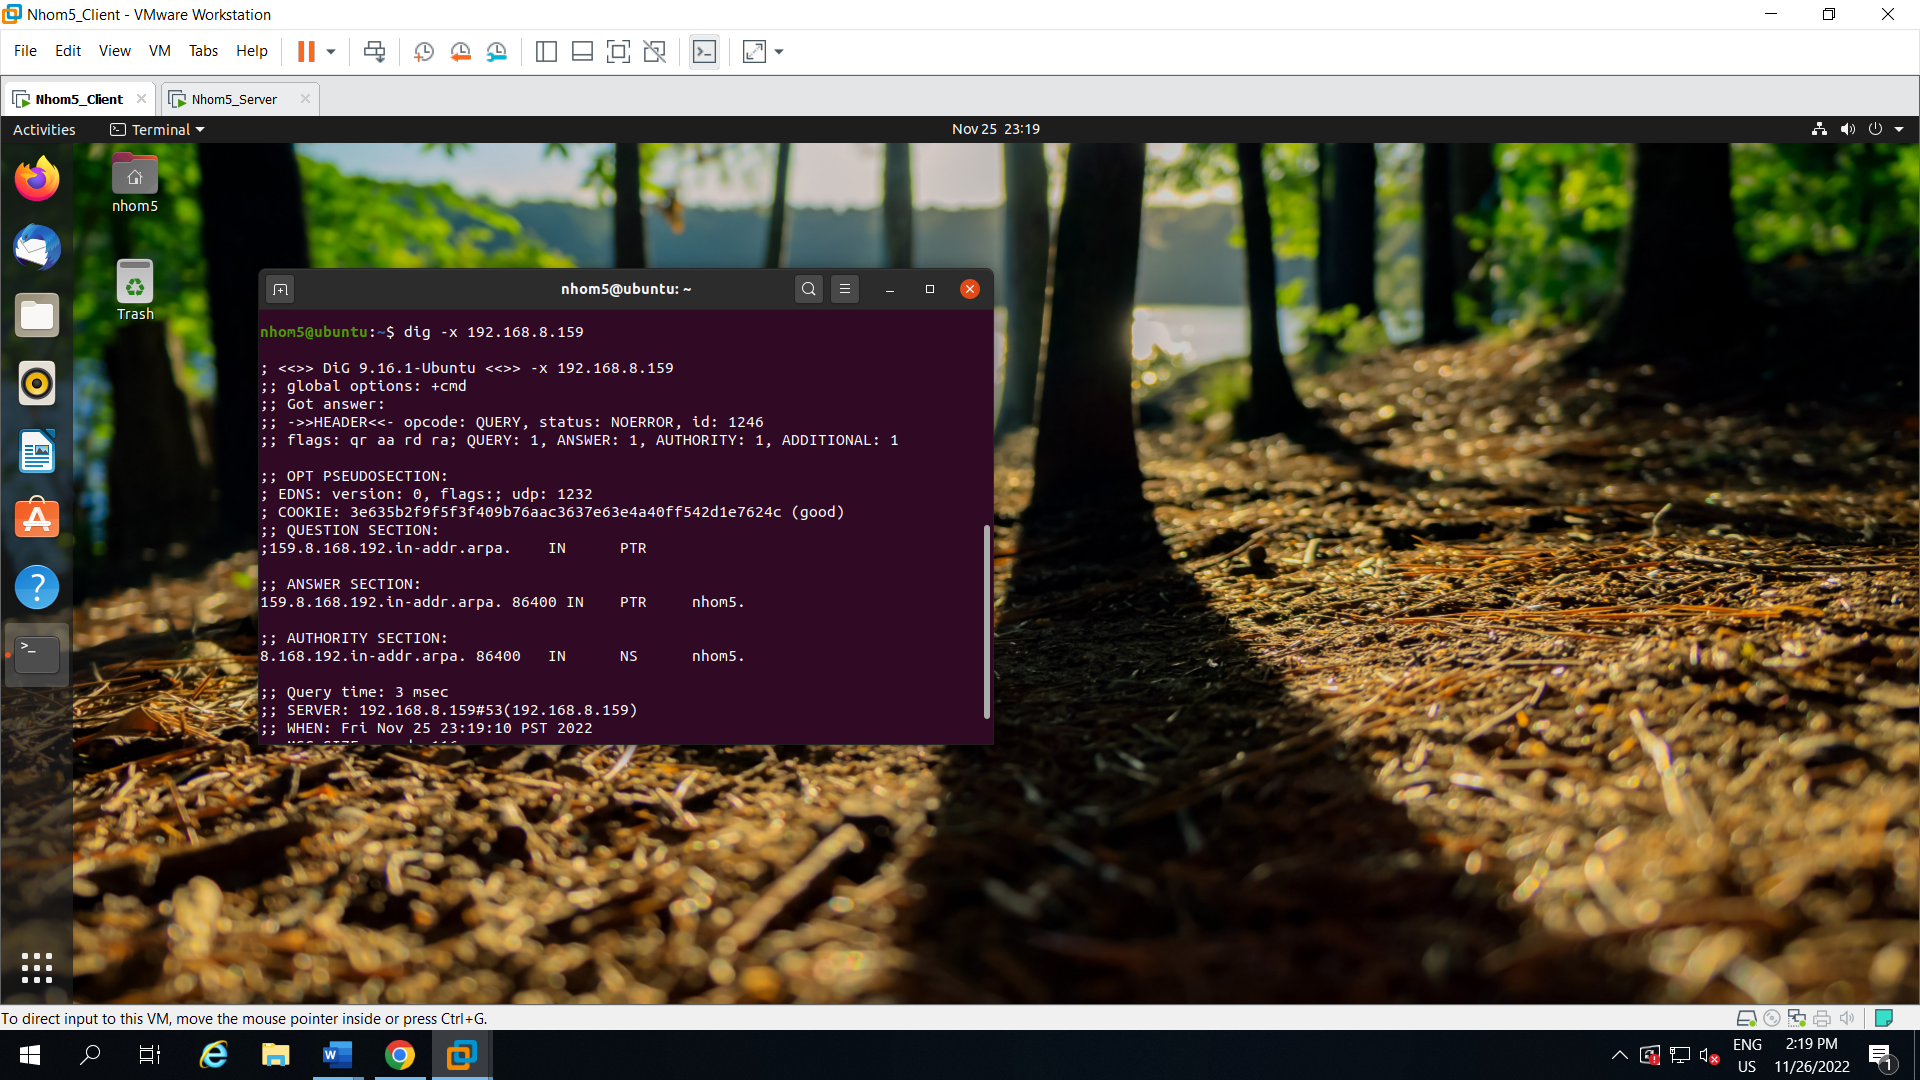 Nhom5_Client - VMware Workstation
File Edit View VM Tabs Help
Nhom5_Client
Nhom5_Server
Activities
Terminal
Nov 25 23:19
nhom5
Trash
nhom5@ubuntu: ~
nhom5@ubuntu:~$ dig -x 192.168.8.159
; <<>> DiG 9.16.1-Ubuntu <<>> -x 192.168.8.159
;; global options: +cmd
;; Got answer:
;; ->>HEADER<<- opcode: QUERY, status: NOERROR, id: 1246
;; flags: qr aa rd ra; QUERY: 1, ANSWER: 1, AUTHORITY: 1, ADDITIONAL: 1
;; OPT PSEUDOSECTION:
; EDNS: version: 0, flags:; udp: 1232
; COOKIE: 3e635b2f9f5f3f409b76aac3637e63e4a40ff542d1e7624c (good)
;; QUESTION SECTION:
;159.8.168.192.in-addr.arpa. IN PTR
;; ANSWER SECTION:
159.8.168.192.in-addr.arpa. 86400 IN PTR nhom5.
;; AUTHORITY SECTION:
8.168.192.in-addr.arpa. 86400 IN NS nhom5.
;; Query time: 3 msec
;; SERVER: 192.168.8.159#53(192.168.8.159)
;; WHEN: Fri Nov 25 23:19:10 PST 2022
To direct input to this VM, move the mouse pointer inside or press Ctrl+G.
ENG
US
2:19 PM
11/26/2022
1